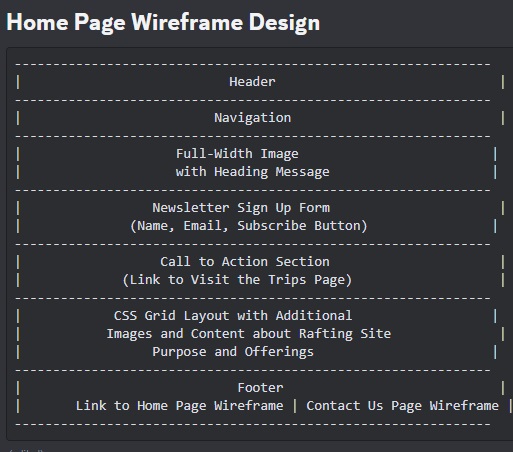 Home Page Wireframe Design
-------------------------------------------------------------
|                           Header                             |
-------------------------------------------------------------
|                         Navigation                           |
-------------------------------------------------------------
|                    Full-Width Image                         |
|                    with Heading Message                     |
-------------------------------------------------------------
|                 Newsletter Sign Up Form                      |
|              (Name, Email, Subscribe Button)                |
-------------------------------------------------------------
|                  Call to Action Section                      |
|             (Link to Visit the Trips Page)                   |
-------------------------------------------------------------
|            CSS Grid Layout with Additional                  |
|           Images and Content about Rafting Site              |
|                 Purpose and Offerings                       |
-------------------------------------------------------------
|                            Footer                            |
|       Link to Home Page Wireframe | Contact Us Page Wireframe |
-------------------------------------------------------------